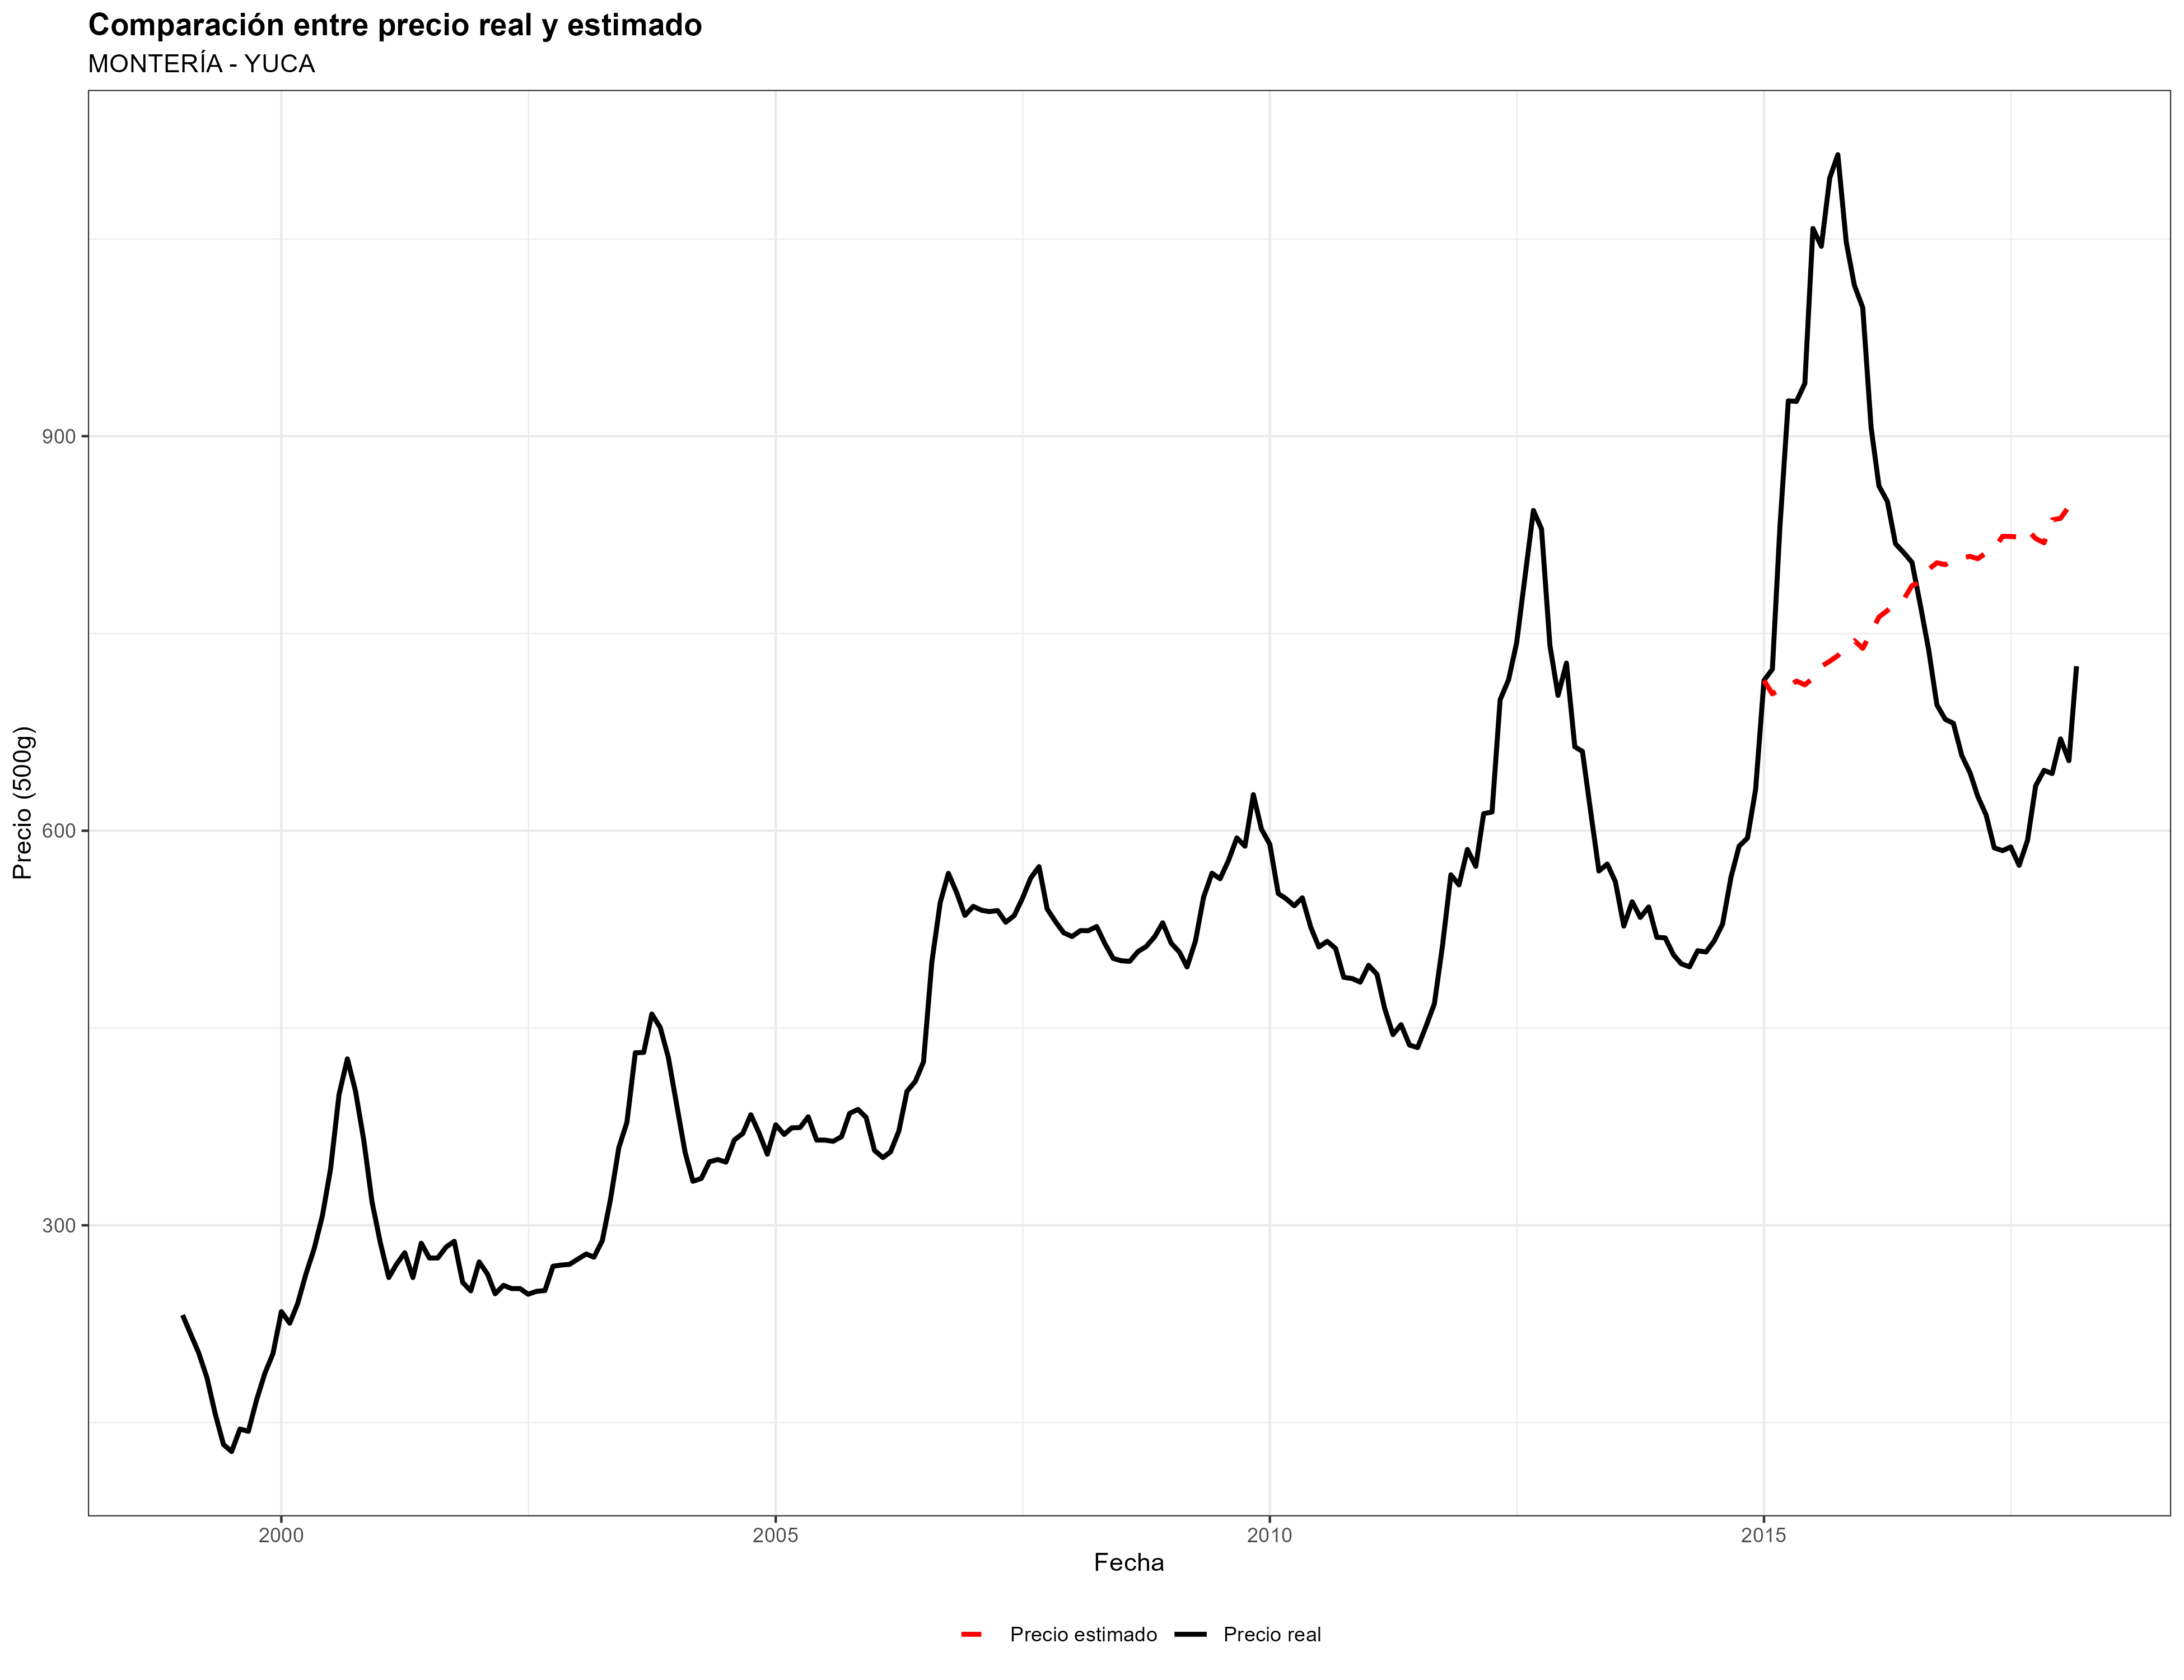 Comparación entre precio real y estimado
MONTERÍA - YUCA
Precio (500g)
900
600
300
2000
2005
2010
2015
Fecha
Precio estimado
Precio real